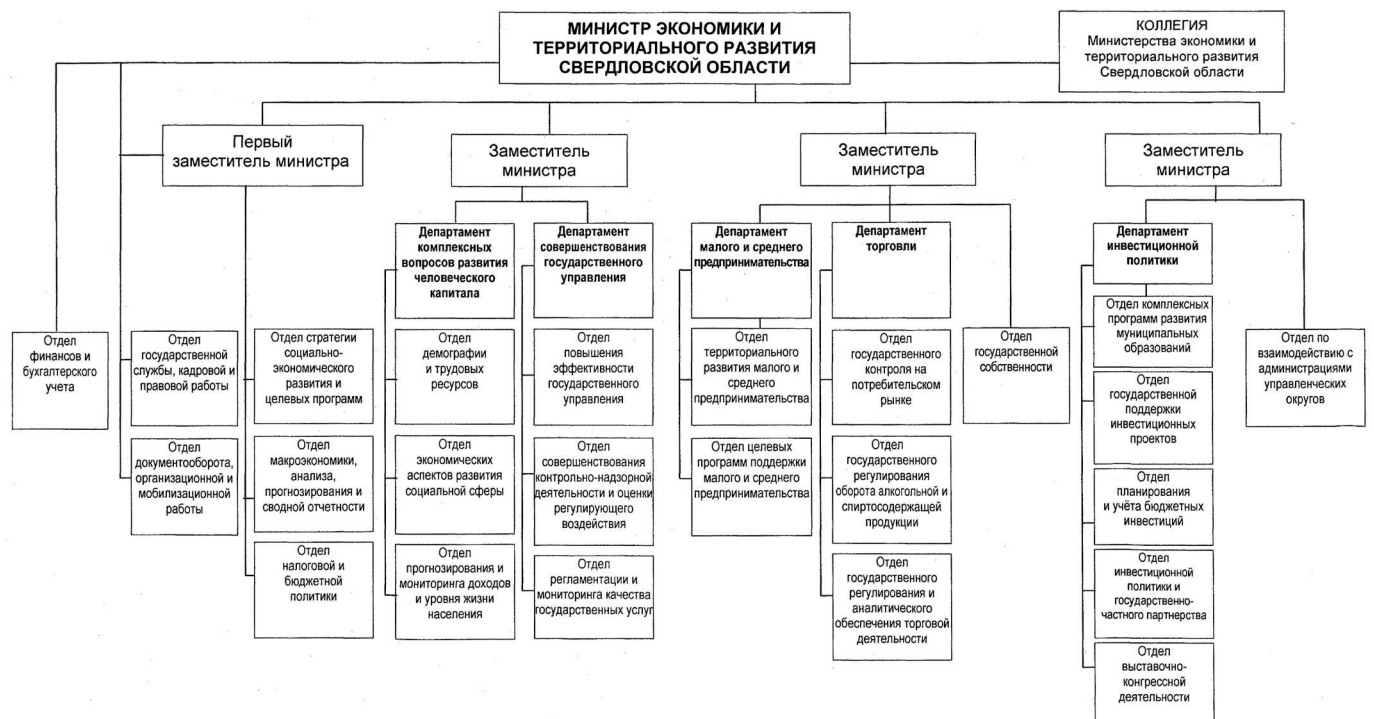 МИНИСТР ЭКОНОМИКИ И
ТЕРРИТОРИАЛЬНОГО РАЗВИТИЯ
СВЕРДЛОВСКОЙ ОБЛАСТИ
КОЛЛЕГИЯ
Министерства экономики и
территориального развития
Свердловской области
Первый
заместитель министра
Заместитель
министра
Заместитель
министра
Заместитель
министра
Департамент
комплексных
вопросов развития
человеческого
капитала
Департамент
совершенствования
государственного
управления
Департамент
малого и среднего
предпринимательства
Департамент
торговли
Департамент
инвестиционной
политики
Отдел
финансов и
бухгалтерского
учета
Отдел
государственной
службы, кадровой и
правовой работы
Отдел стратегии
социально-
экономического
развития и
целевых программ
Отдел
демографии
и трудовых
ресурсов
Отдел
повышения
эффективности
государственного
управления
Отдел
территориального
развития малого и
среднего
предпринимательства
Отдел
государственного
контроля на
потребительском
рынке
Отдел
государственной
собственности
Отдел комплексных
программ развития
муниципальных
образований
Отдел по
взаимодействию с
администрациями
управленческих
округов
Отдел
государственной
поддержки
инвестиционных
проектов
Отдел
документооборота,
организационной и
мобилизационной
работы
Отдел
макроэкономики,
анализа,
прогнозирования и
сводной отчетности
Отдел
экономических
аспектов развития
социальной сферы
Отдел
совершенствования
контрольно-надзорной
деятельности и оценки
регулирующего
воздействия
Отдел целевых
программ поддержки
малого и среднего
предпринимательства
Отдел
государственного
регулирования
оборота алкогольной и
спиртосодержащей
продукции
Отдел
планирования
и учёта бюджетных
инвестиций
Отдел
налоговой и
бюджетной
политики
Отдел
прогнозирования и
мониторинга доходов
и уровня жизни
населения
Отдел
регламентации и
мониторинга качества
государственных услуг
Отдел
государственного
регулирования и
аналитического
обеспечения торговой
деятельности
Отдел
инвестиционной
политики и
государственно-
частного партнерства
Отдел
выставочно-
конгрессной
деятельности